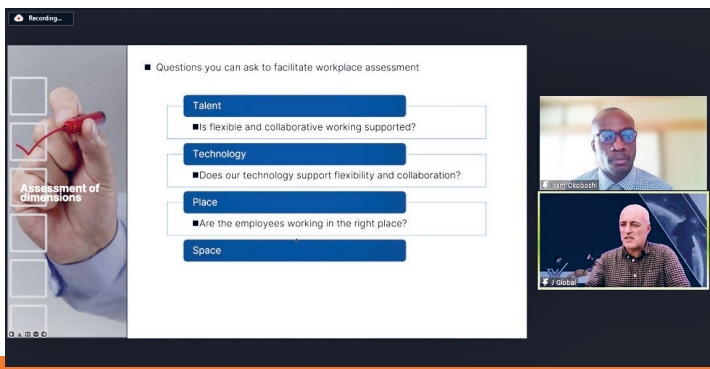 Recording...
■ Questions you can ask to facilitate workplace assessment
Talent
■Is flexible and collaborative working supported?
Technology
■Does our technology support flexibility and collaboration?
Place
■Are the employees working in the right place?
Space
Assessment of
dimensions
Okoboshi
J Global